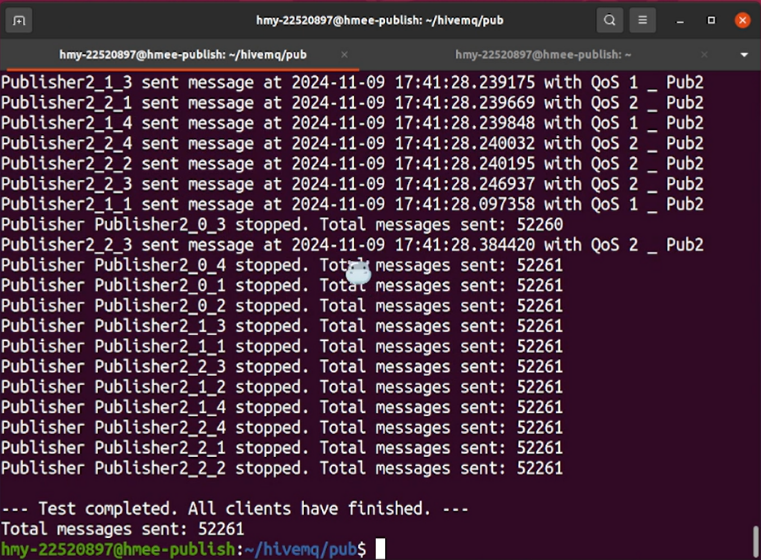 hmy-22520897@hmee-publish: ~/hivemq/pub
hmy-22520897@hmee-publish: ~/hivemq/pub
hmy-22520897@hmee-publish: ~
Publisher2_1_3 sent message at 2024-11-09 17:41:28.239175 with QoS 1 _ Pub2
Publisher2_2_1 sent message at 2024-11-09 17:41:28.239669 with QoS 2 _ Pub2
Publisher2_1_4 sent message at 2024-11-09 17:41:28.239848 with QoS 1 _ Pub2
Publisher2_2_4 sent message at 2024-11-09 17:41:28.240032 with QoS 2 _ Pub2
Publisher2_2_2 sent message at 2024-11-09 17:41:28.240195 with QoS 2 _ Pub2
Publisher2_2_3 sent message at 2024-11-09 17:41:28.246937 with QoS 2 _ Pub2
Publisher2_1_1 sent message at 2024-11-09 17:41:28.097358 with QoS 1 _ Pub2
Publisher Publisher2_0_3 stopped. Total messages sent: 52260
Publisher2_2_3 sent message at 2024-11-09 17:41:28.384420 with QoS 2 _ Pub2
Publisher Publisher2_0_4 stopped. Total messages sent: 52261
Publisher Publisher2_0_1 stopped. Total messages sent: 52261
Publisher Publisher2_0_2 stopped. Total messages sent: 52261
Publisher Publisher2_1_3 stopped. Total messages sent: 52261
Publisher Publisher2_1_1 stopped. Total messages sent: 52261
Publisher Publisher2_2_3 stopped. Total messages sent: 52261
Publisher Publisher2_1_2 stopped. Total messages sent: 52261
Publisher Publisher2_1_4 stopped. Total messages sent: 52261
Publisher Publisher2_2_4 stopped. Total messages sent: 52261
Publisher Publisher2_2_1 stopped. Total messages sent: 52261
Publisher Publisher2_2_2 stopped. Total messages sent: 52261
--- Test completed. All clients have finished. ---
Total messages sent: 52261
hmy-22520897@hmee-publish:~/hivemq/pub$